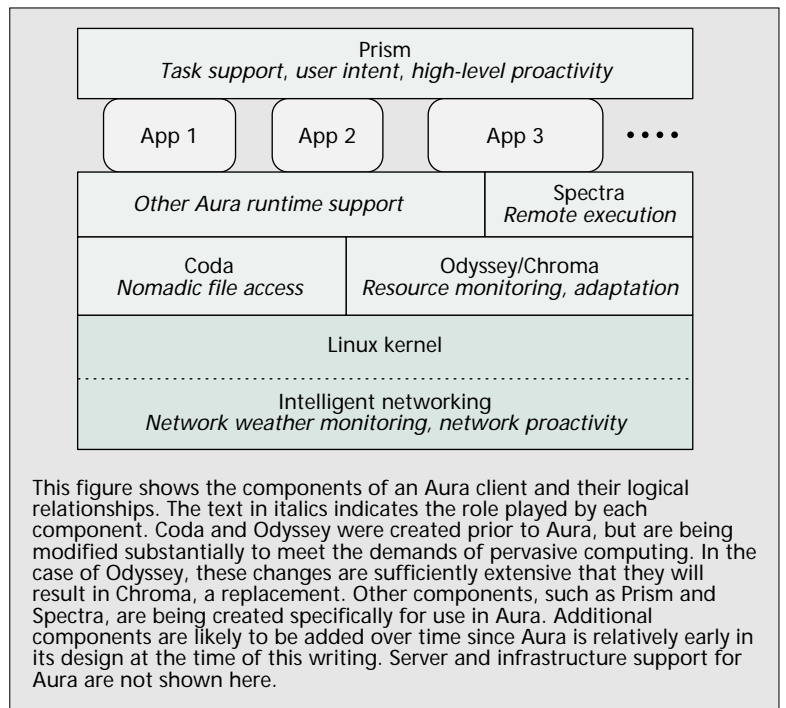 Prism
Task support, user intent, high-level proactivity
App 1
App 2
App 3
••••
Other Aura runtime support
Spectra
Remote execution
Coda
Nomadic file access
Odyssey/Chroma
Resource monitoring, adaptation
Linux kernel
Intelligent networking
Network weather monitoring, network proactivity
This figure shows the components of an Aura client and their logical
relationships. The text in italics indicates the role played by each
component. Coda and Odyssey were created prior to Aura, but are being
modified substantially to meet the demands of pervasive computing. In the
case of Odyssey, these changes are sufficiently extensive that they will
result in Chroma, a replacement. Other components, such as Prism and
Spectra, are being created specifically for use in Aura. Additional
components are likely to be added over time since Aura is relatively early in
its design at the time of this writing. Server and infrastructure support for
Aura are not shown here.